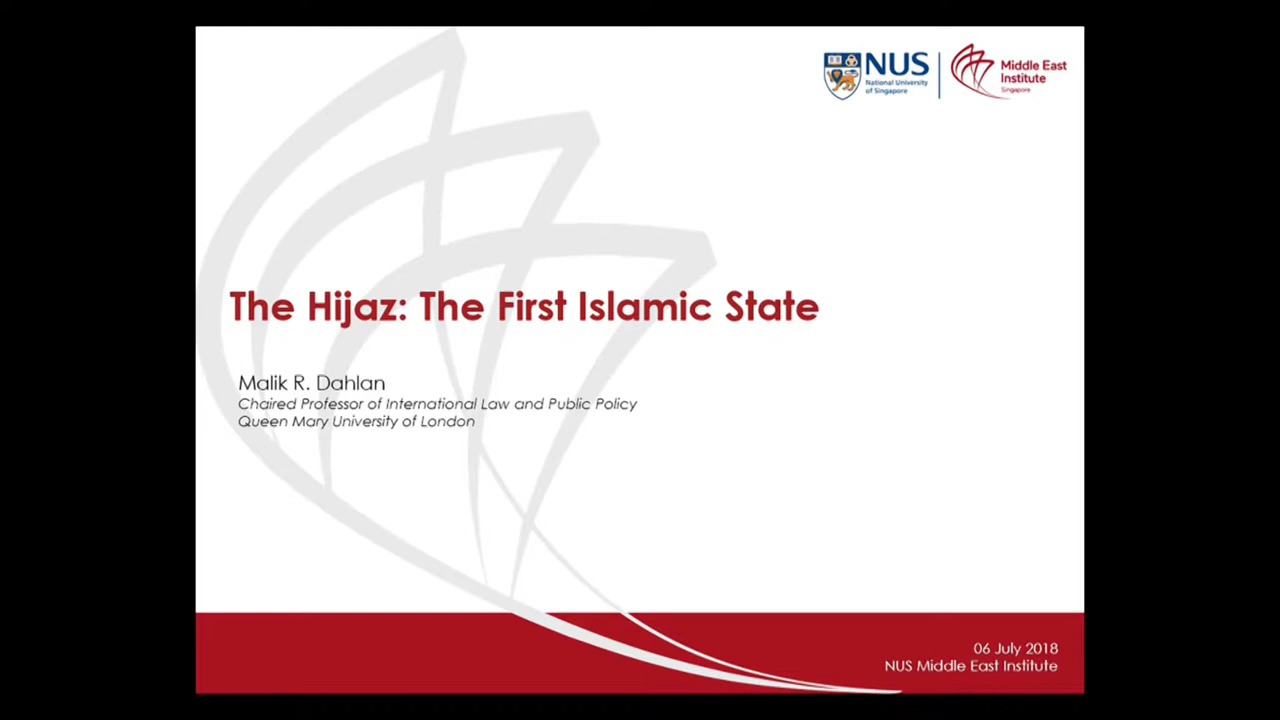 NUS
National University
of Singapore
Middle East
Institute
Singapore
The Hijaz: The First Islamic State
Malik R. Dahlan
Chaired Professor of International Law and Public Policy
Queen Mary University of London
06 July 2018
NUS Middle East Institute